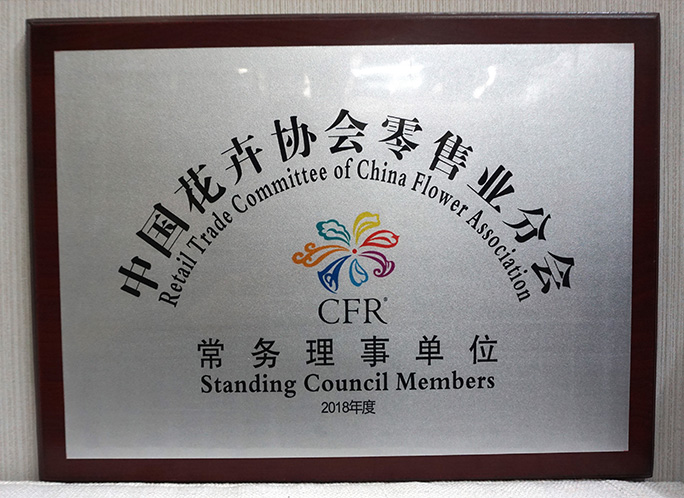 中国花卉协会零售业分会
Retail Trade Committee of China Flower Association
CFR®
常务理事单位
Standing Council Members
2018年度